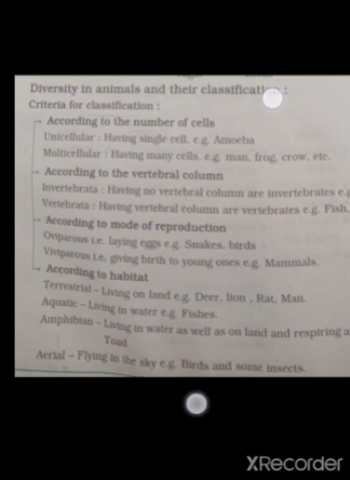 Diversity in animals and their classification :
Criteria for classification :
According to the number of cells
Unicellular : Having single cell. e.g. Amoeba
Multicellular : Having many cells. e.g. man, frog, crow, etc.
According to the vertebral column
Invertebrata : Having no vertebral column are invertebrates e.g
Vertebrata : Having vertebral column are vertebrates e.g. Fish,
According to mode of reproduction
Oviparous i.e. laying eggs e.g. Snakes, birds
Viviparous i.e. giving birth to young ones e.g. Mammals.
According to habitat
Terrestrial – Living on land e.g. Deer, lion , Rat, Man.
Aquatic – Living in water e.g. Fishes.
Amphibian – Living in water as well as on land and respiring a
Toad
Aerial – Flying in the sky e.g. Birds and some insects.
XRecorder